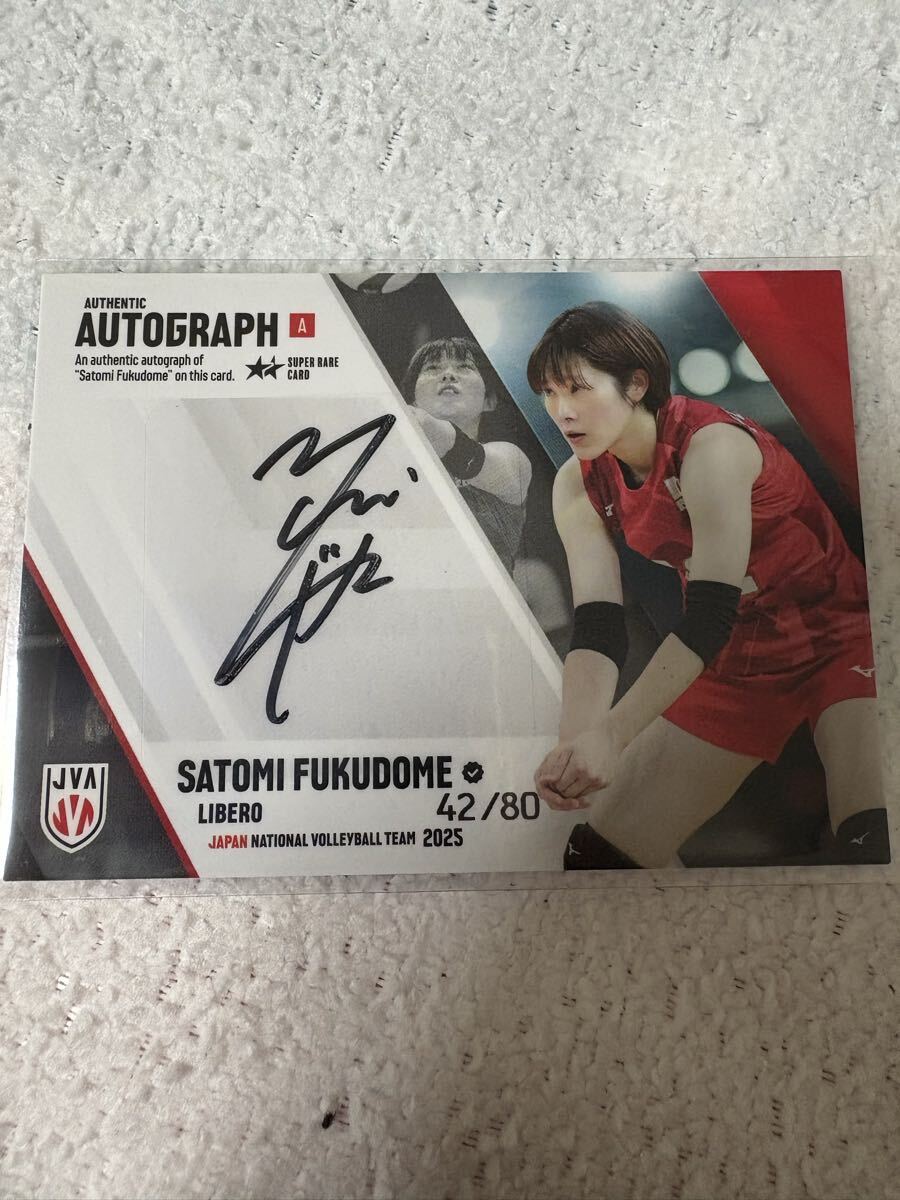 AUTHENTIC
AUTOGRAPH A
An authentic autograph of
"Satomi Fukudome" on this card.
SUPER RARE
CARD
SATOMI FUKUDOME
LIBERO
42/80
JAPAN NATIONAL VOLLEYBALL TEAM 2025
JVA